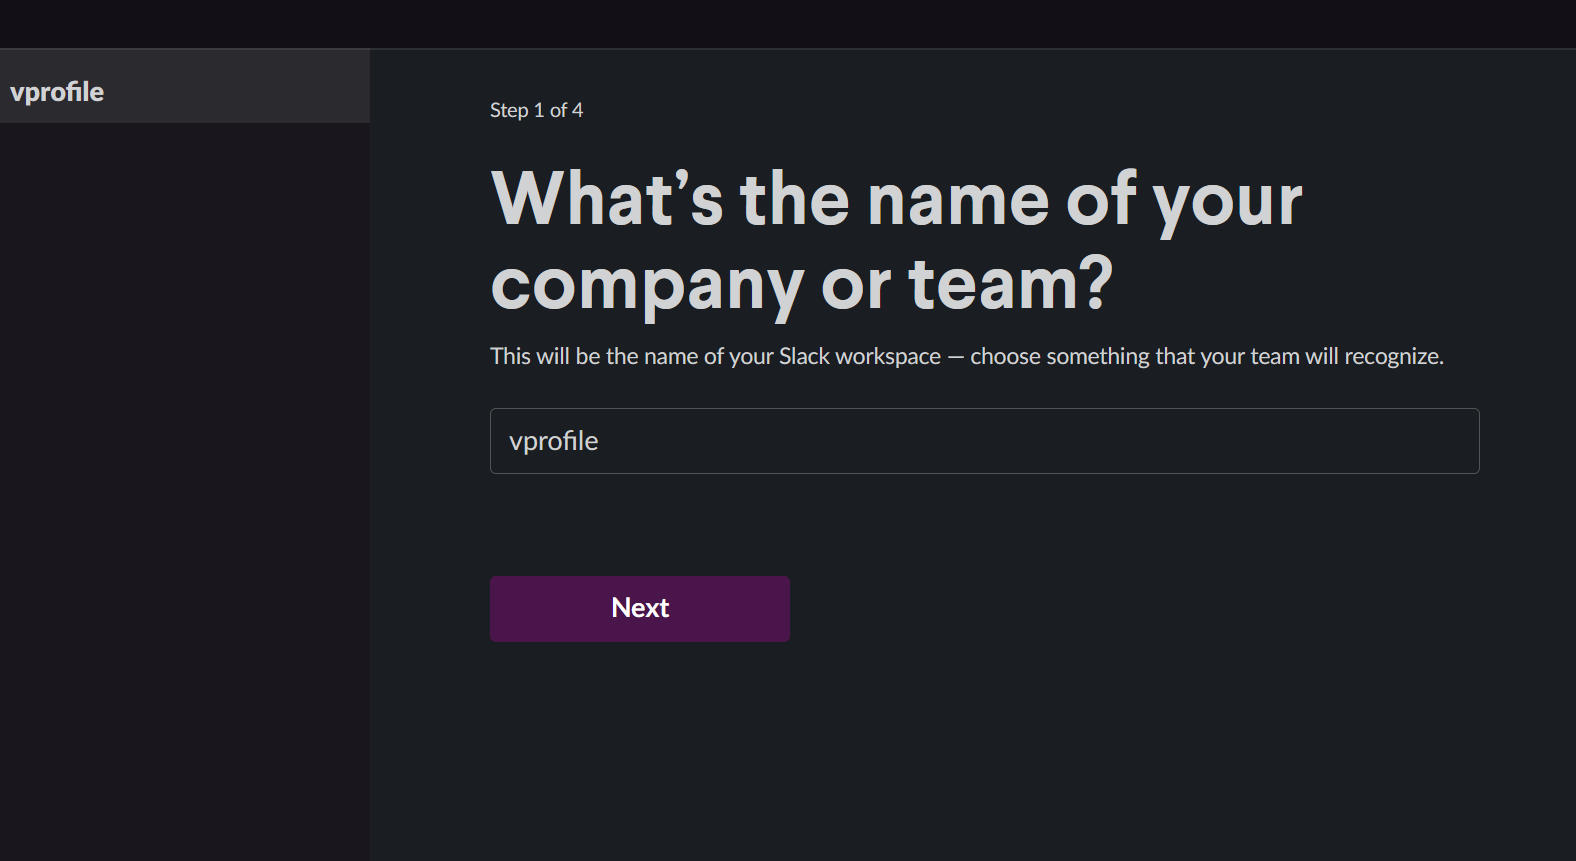 vprofile
Step 1 of 4
What’s the name of your
company or team?
This will be the name of your Slack workspace — choose something that your team will recognize.
vprofile
Next